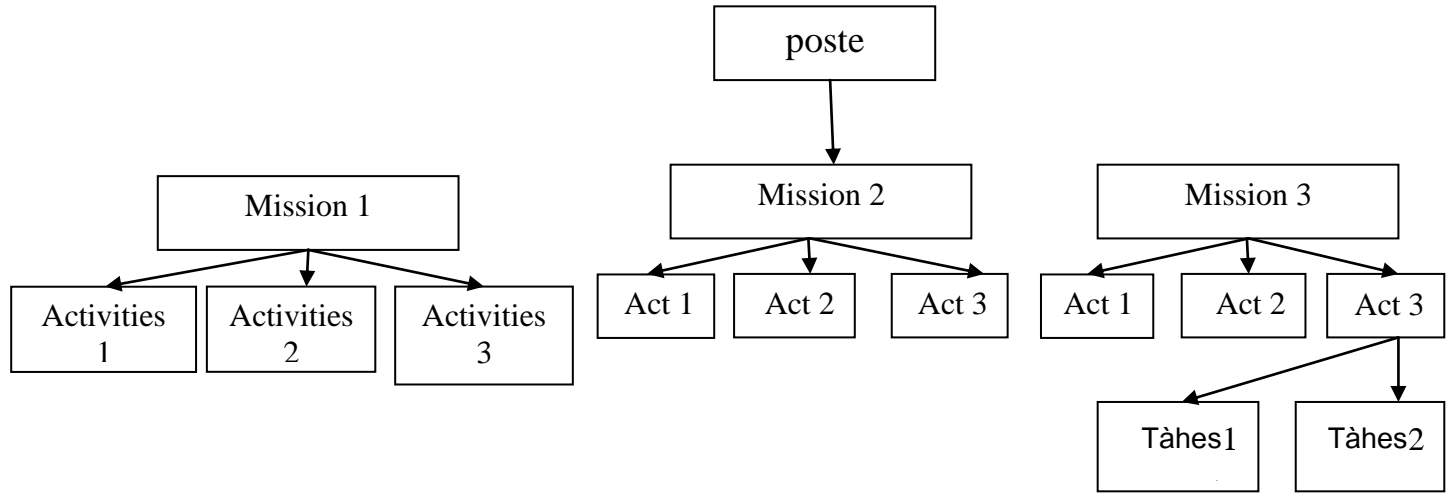 poste
Mission 1
Mission 2
Mission 3
Activities
1
Activities
2
Activities
3
Act 1
Act 2
Act 3
Act 1
Act 2
Act 3
Tàhes1
Tàhes2